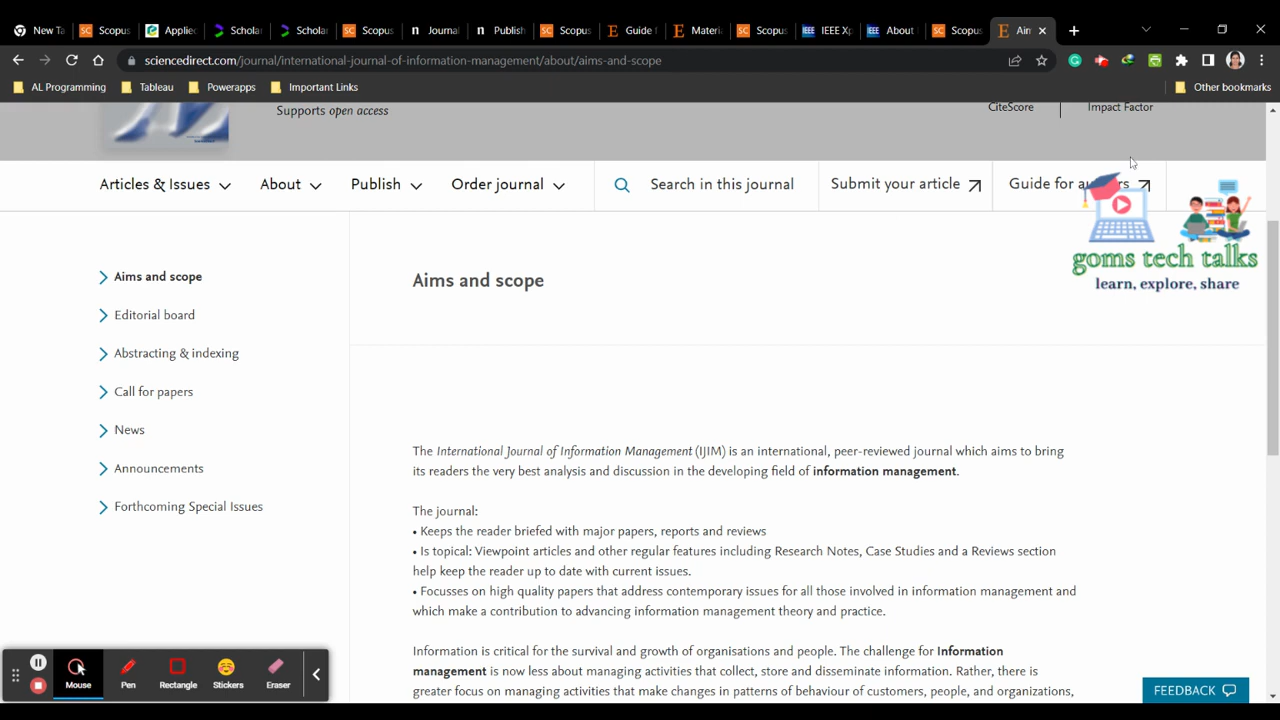 New Ta
Scopus
Applied
Scholar
Scholar
Scopus
Journal
Publish
Scopus
Guide f
Materia
Scopus
IEEE Xp
About
Scopus
Aim
sciencedirect.com/journal/international-journal-of-information-management/about/aims-and-scope
AL Programming
Tableau
Powerapps
Important Links
Other bookmarks
Supports open access
CiteScore
Impact Factor
Articles & Issues
About
Publish
Order journal
Search in this journal
Submit your article
Guide for authors
goms tech talks
learn, explore, share
Aims and scope
Editorial board
Abstracting & indexing
Call for papers
News
Announcements
Forthcoming Special Issues
Aims and scope
The International Journal of Information Management (IJIM) is an international, peer-reviewed journal which aims to bring
its readers the very best analysis and discussion in the developing field of information management.
The journal:
• Keeps the reader briefed with major papers, reports and reviews
• Is topical: Viewpoint articles and other regular features including Research Notes, Case Studies and a Reviews section
help keep the reader up to date with current issues.
• Focusses on high quality papers that address contemporary issues for all those involved in information management and
which make a contribution to advancing information management theory and practice.
Information is critical for the survival and growth of organisations and people. The challenge for Information
management is now less about managing activities that collect, store and disseminate information. Rather, there is
greater focus on managing activities that make changes in patterns of behaviour of customers, people, and organizations,
Mouse
Pen
Rectangle
Stickers
Eraser
FEEDBACK